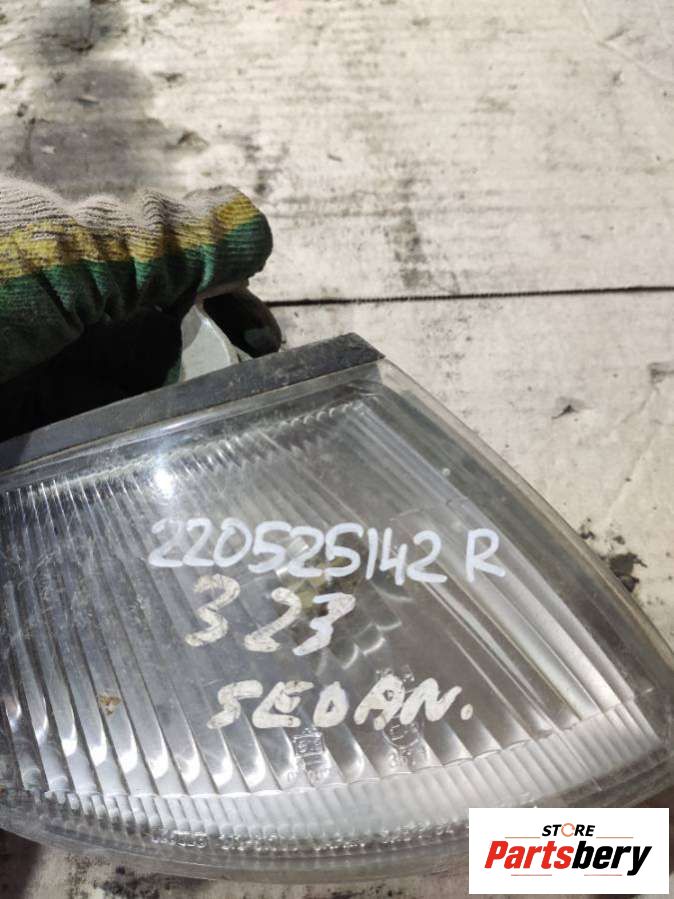 220525142 R
323
SEDAN.
STORE
Partsbery